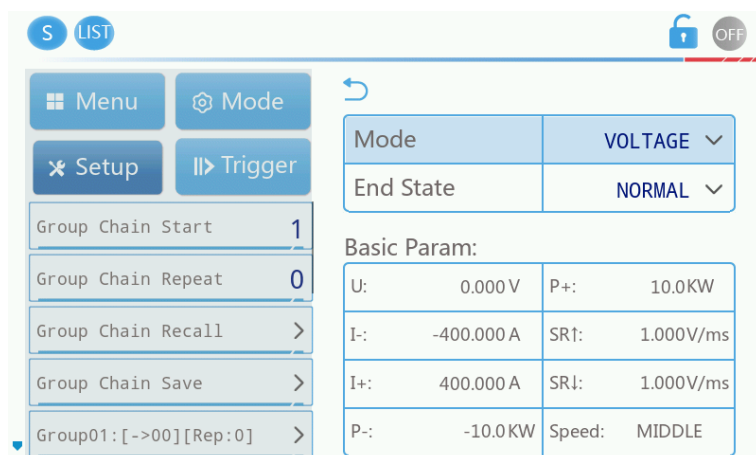 S LIST OFF
Menu Mode
Setup Trigger
Group Chain Start 1
Group Chain Repeat 0
Group Chain Recall >
Group Chain Save >
Group01:[->00][Rep:0] >
Mode VOLTAGE
End State NORMAL
Basic Param:
U: 0.000 V P+: 10.0KW
I-: -400.000 A SR↑: 1.000V/ms
I+: 400.000 A SR↓: 1.000V/ms
P-: -10.0KW Speed: MIDDLE